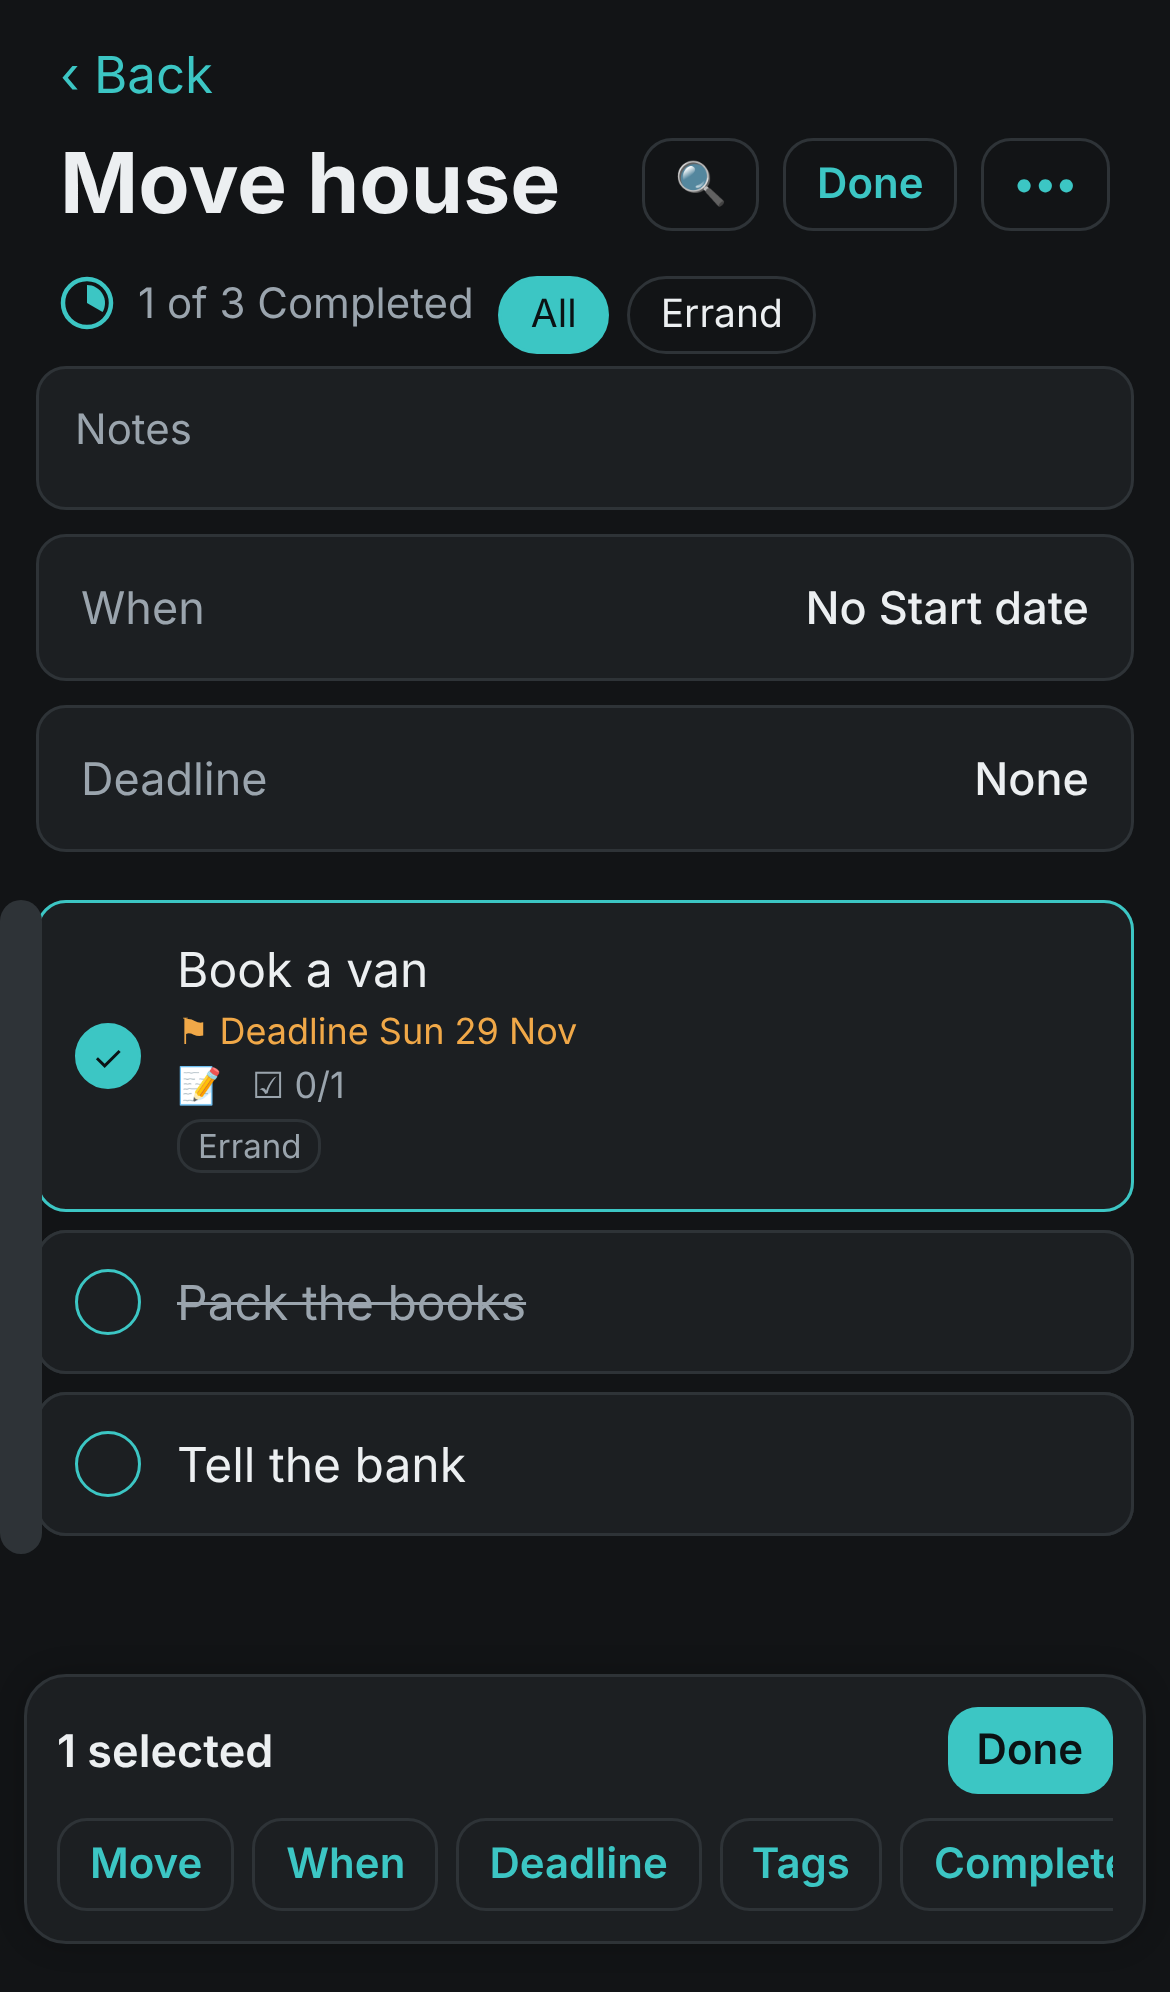 ‹ Back
Move house
Done
•••
1 of 3 Completed
All
Errand
Notes
When
No Start date
Deadline
None
Book a van
Deadline Sun 29 Nov
0/1
Errand
Pack the books
Tell the bank
1 selected
Done
Move
When
Deadline
Tags
Complete